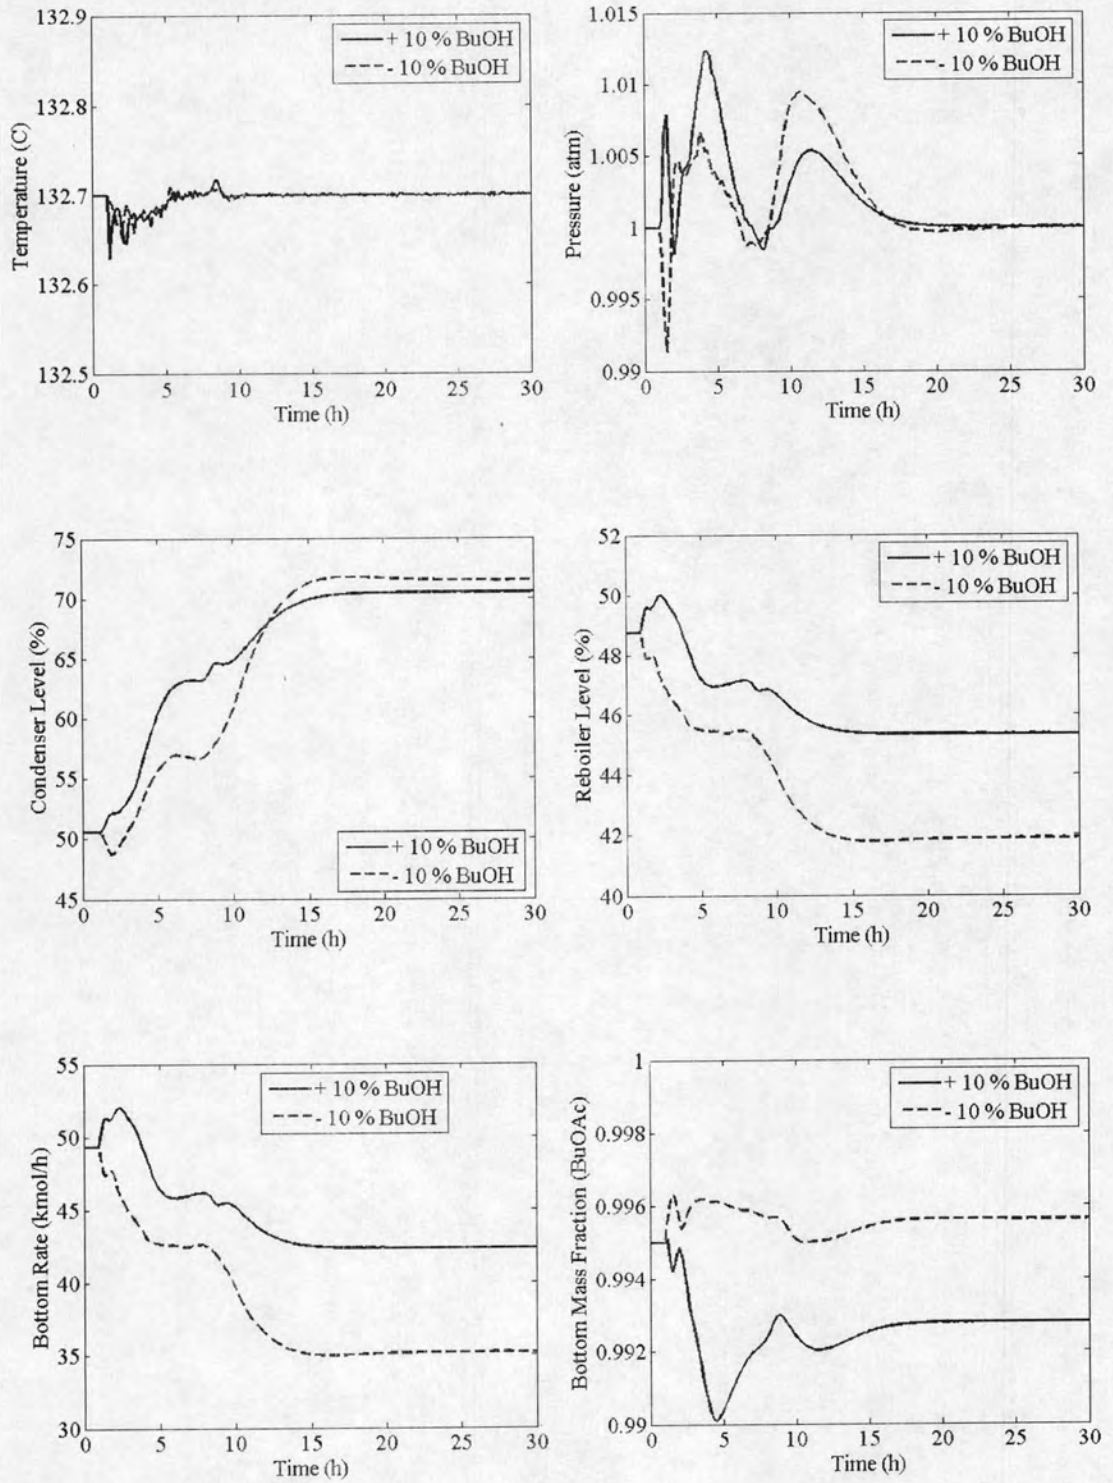 132.9
132.8
132.7
132.6
132.5
Temperature (C)
+ 10 % BuOH
- 10 % BuOH
0 5 10 15 20 25 30
Time (h)
1.015
1.01
1.005
1
0.995
0.99
Pressure (atm)
+ 10 % BuOH
- 10 % BuOH
0 5 10 15 20 25 30
Time (h)
75
70
65
60
55
50
45
Condenser Level (%)
+ 10 % BuOH
- 10 % BuOH
0 5 10 15 20 25 30
Time (h)
52
50
48
46
44
42
40
Reboiler Level (%)
+ 10 % BuOH
- 10 % BuOH
0 5 10 15 20 25 30
Time (h)
55
50
45
40
35
30
Bottom Rate (kmol/h)
+ 10 % BuOH
- 10 % BuOH
0 5 10 15 20 25 30
Time (h)
1
0.998
0.996
0.994
0.992
0.99
Bottom Mass Fraction (BuOAc)
+ 10 % BuOH
- 10 % BuOH
0 5 10 15 20 25 30
Time (h)